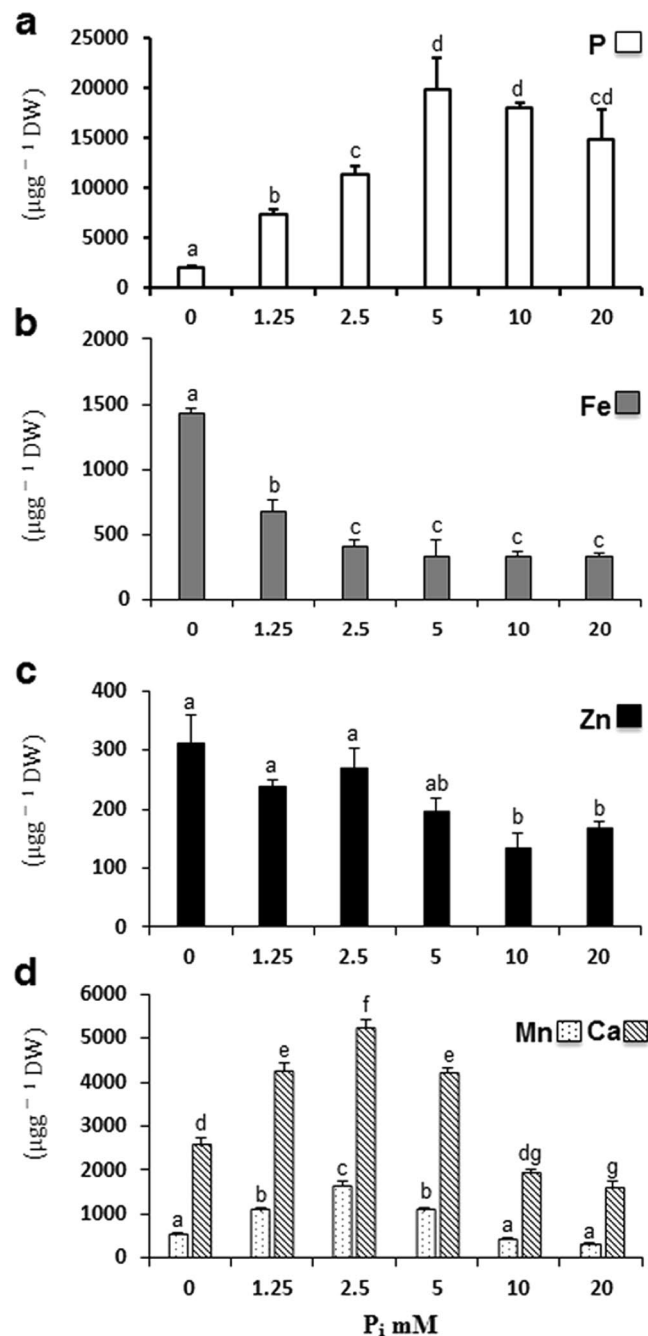 a
P
25000
20000
15000
10000
5000
0
(µgg⁻¹ DW)
a b c d d cd
0 1.25 2.5 5 10 20
b
Fe
2000
1500
1000
500
0
(µgg⁻¹ DW)
a b c c c c
0 1.25 2.5 5 10 20
c
Zn
400
300
200
100
0
(µgg⁻¹ DW)
a a a ab b b
0 1.25 2.5 5 10 20
d
Mn Ca
6000
5000
4000
3000
2000
1000
0
(µgg⁻¹ DW)
a d b e c f b e a dg a g
0 1.25 2.5 5 10 20
Pᵢ mM